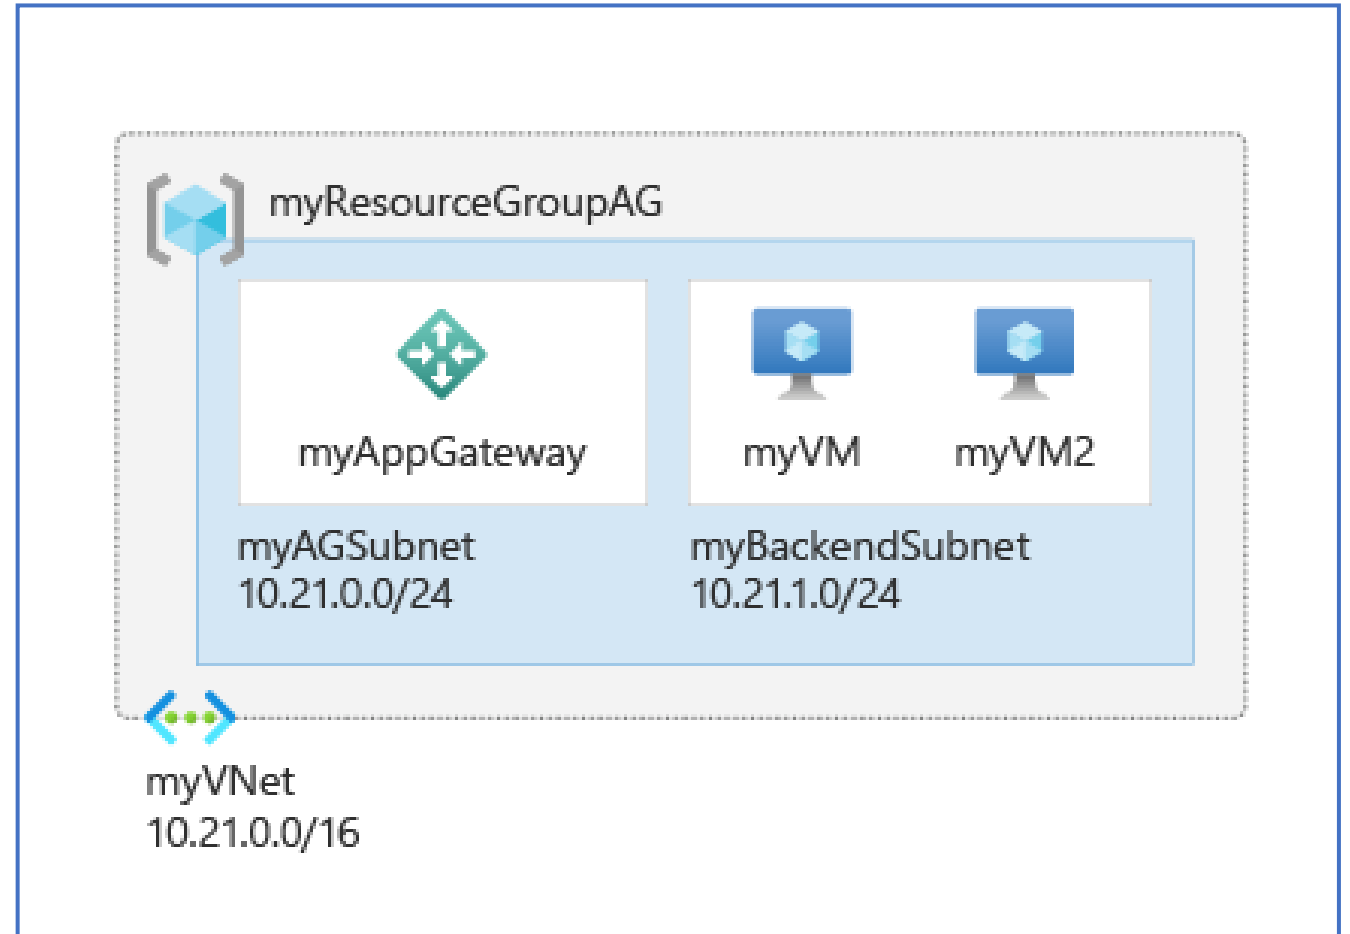 myResourceGroupAG
myAppGateway
myVM
myVM2
myAGSubnet
10.21.0.0/24
myBackendSubnet
10.21.1.0/24
myVNet
10.21.0.0/16